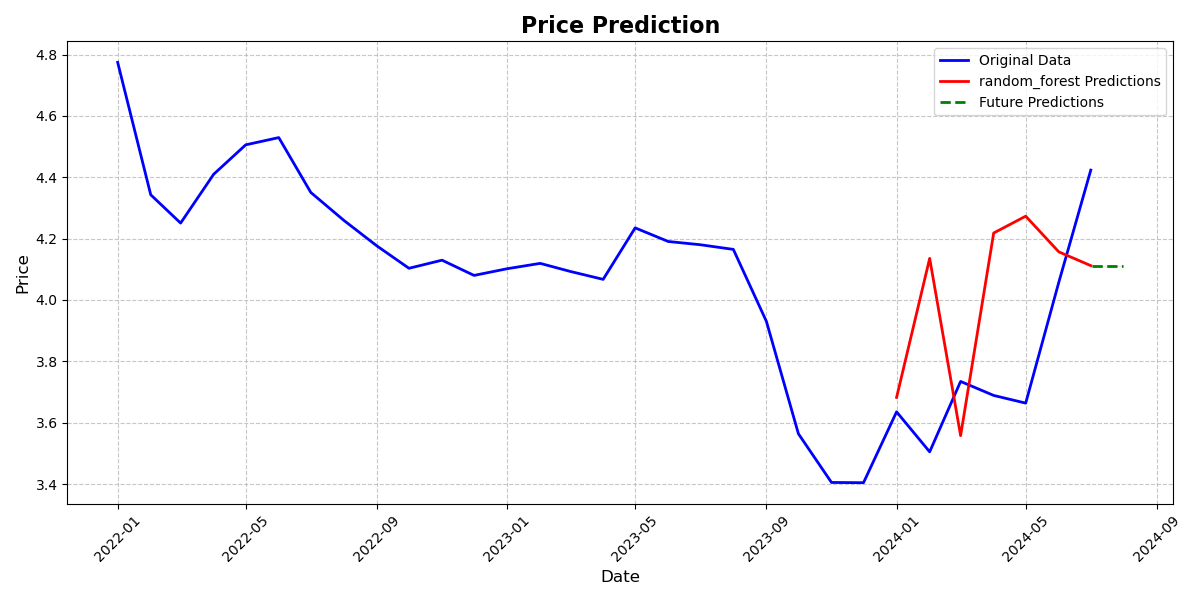 Price Prediction
Original Data
random_forest Predictions
Future Predictions
Price
4.8
4.6
4.4
4.2
4.0
3.8
3.6
3.4
2022-01
2022-05
2022-09
2023-01
2023-05
2023-09
2024-01
2024-05
2024-09
Date